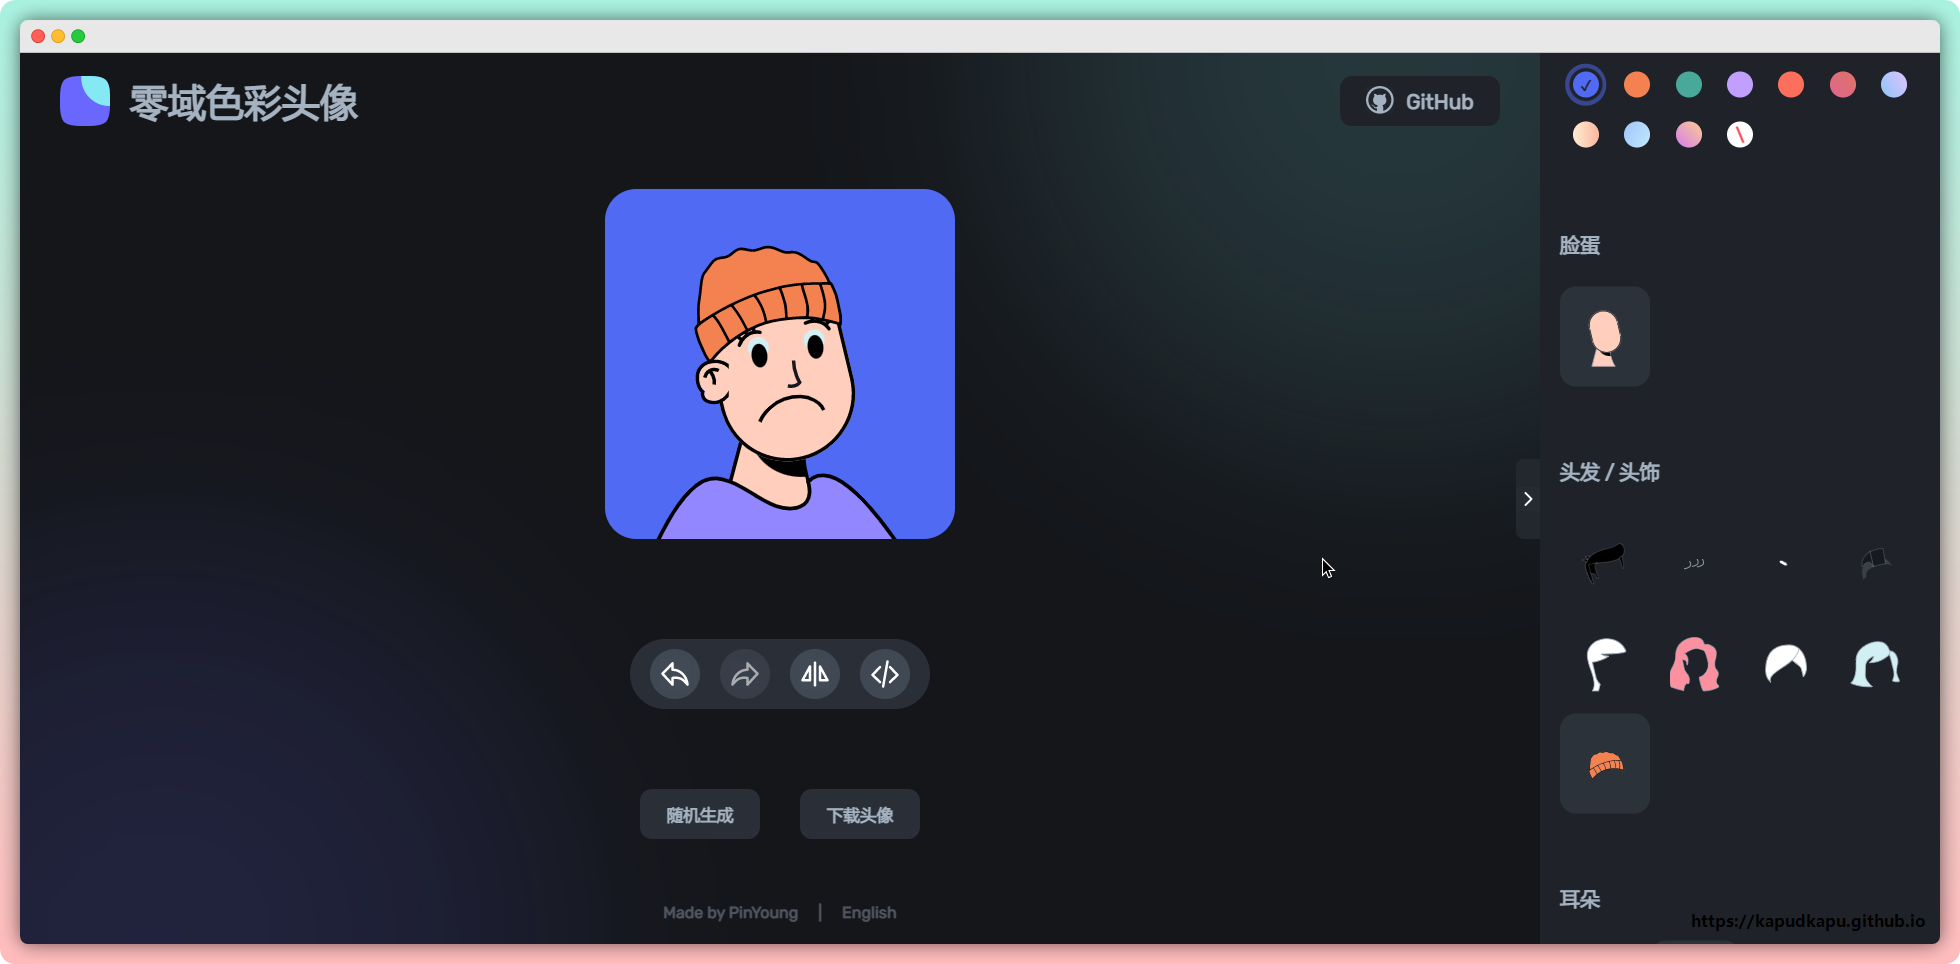 零域色彩头像
GitHub
脸蛋
头发 / 头饰
随机生成
下载头像
耳朵
Made by PinYoung | English
https://kapudkapu.github.io